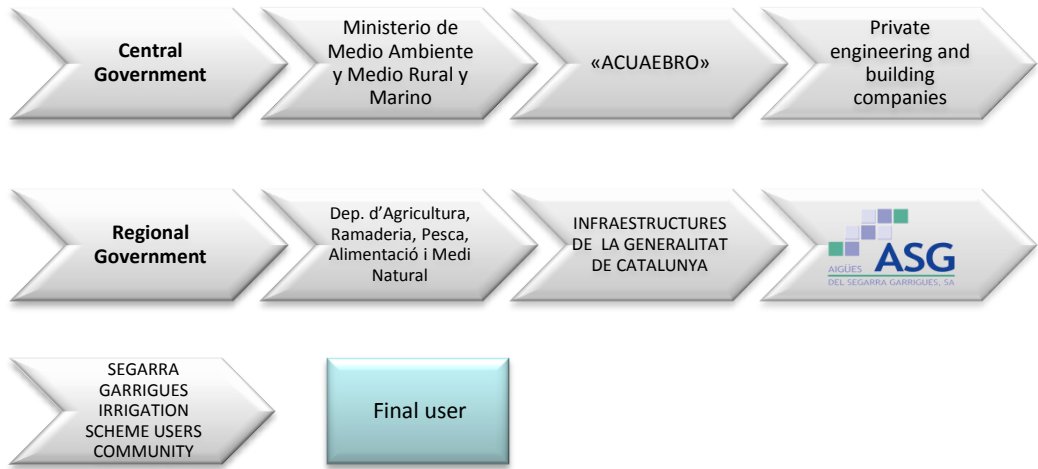 Central
Government
Ministerio de
Medio Ambiente
y Medio Rural y
Marino
«ACUAEBRO»
Private
engineering and
building
companies
Regional
Government
Dep. d’Agricultura,
Ramaderia, Pesca,
Alimentació i Medi
Natural
INFRAESTRUCTURES
DE LA GENERALITAT
DE CATALUNYA
AIGÜES ASG
DEL SEGARRA GARRIGUES, SA
SEGARRA
GARRIGUES
IRRIGATION
SCHEME USERS
COMMUNITY
Final user